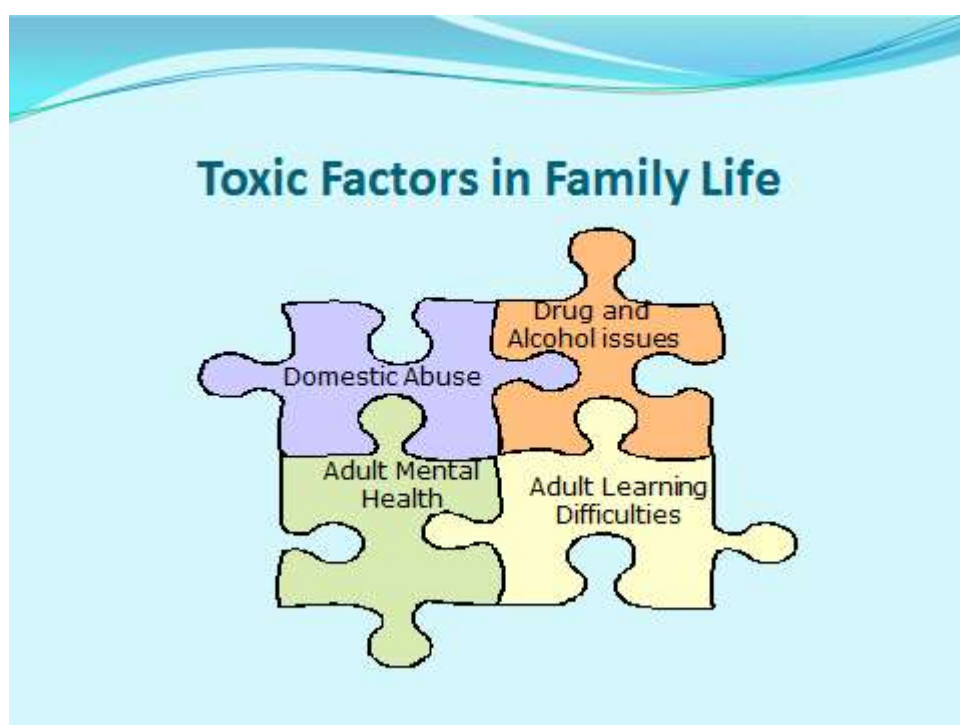 Toxic Factors in Family Life
Drug and
Alcohol issues
Domestic Abuse
Adult Mental
Health
Adult Learning
Difficulties